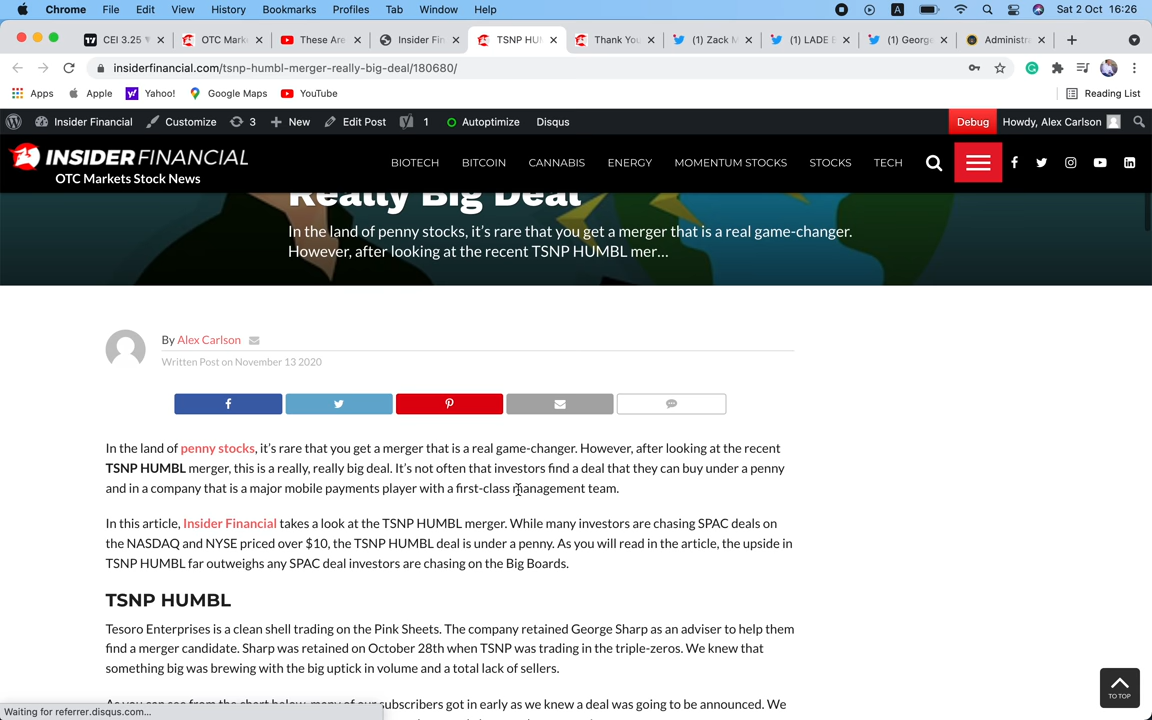 Chrome File Edit View History Bookmarks Profiles Tab Window Help A Sat 2 Oct 16:26
CEI 3.25 OTC Mark These Are Insider Fin TSNP HU Thank You (1) Zack M (1) LADE (1) George Administra
insiderfinancial.com/tsnp-humbl-merger-really-big-deal/180680/
Apps Apple Yahoo! Google Maps YouTube Reading List
Insider Financial Customize 3 New Edit Post 1 Autoptimize Disqus Debug Howdy, Alex Carlson
INSIDERFINANCIAL
OTC Markets Stock News
BIOTECH BITCOIN CANNABIS ENERGY MOMENTUM STOCKS STOCKS TECH
Really Big Deal
In the land of penny stocks, it's rare that you get a merger that is a real game-changer.
However, after looking at the recent TSNP HUMBL mer...
By Alex Carlson
Written Post on November 13 2020
In the land of penny stocks, it's rare that you get a merger that is a real game-changer. However, after looking at the recent
TSNP HUMBL merger, this is a really, really big deal. It's not often that investors find a deal that they can buy under a penny
and in a company that is a major mobile payments player with a first-class management team.
In this article, Insider Financial takes a look at the TSNP HUMBL merger. While many investors are chasing SPAC deals on
the NASDAQ and NYSE priced over $10, the TSNP HUMBL deal is under a penny. As you will read in the article, the upside in
TSNP HUMBL far outweighs any SPAC deal investors are chasing on the Big Boards.
TSNP HUMBL
Tesoro Enterprises is a clean shell trading on the Pink Sheets. The company retained George Sharp as an adviser to help them
find a merger candidate. Sharp was retained on October 28th when TSNP was trading in the triple-zeros. We knew that
something big was brewing with the big uptick in volume and a total lack of sellers.
As you can see from the chart below, many of our subscribers got in early as we knew a deal was going to be announced. We
TO TOP
Waiting for referrer.disqus.com...